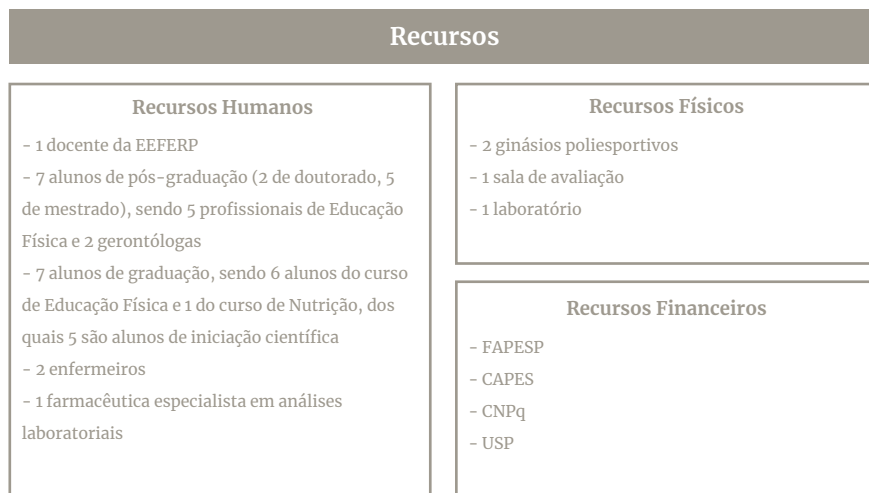 Recursos
Recursos Humanos
- 1 docente da EEFERP
- 7 alunos de pós-graduação (2 de doutorado, 5
de mestrado), sendo 5 profissionais de Educação
Física e 2 gerontólogas
- 7 alunos de graduação, sendo 6 alunos do curso
de Educação Física e 1 do curso de Nutrição, dos
quais 5 são alunos de iniciação científica
- 2 enfermeiros
- 1 farmacêutica especialista em análises
laboratoriais
Recursos Físicos
- 2 ginásios poliesportivos
- 1 sala de avaliação
- 1 laboratório
Recursos Financeiros
- FAPESP
- CAPES
- CNPq
- USP